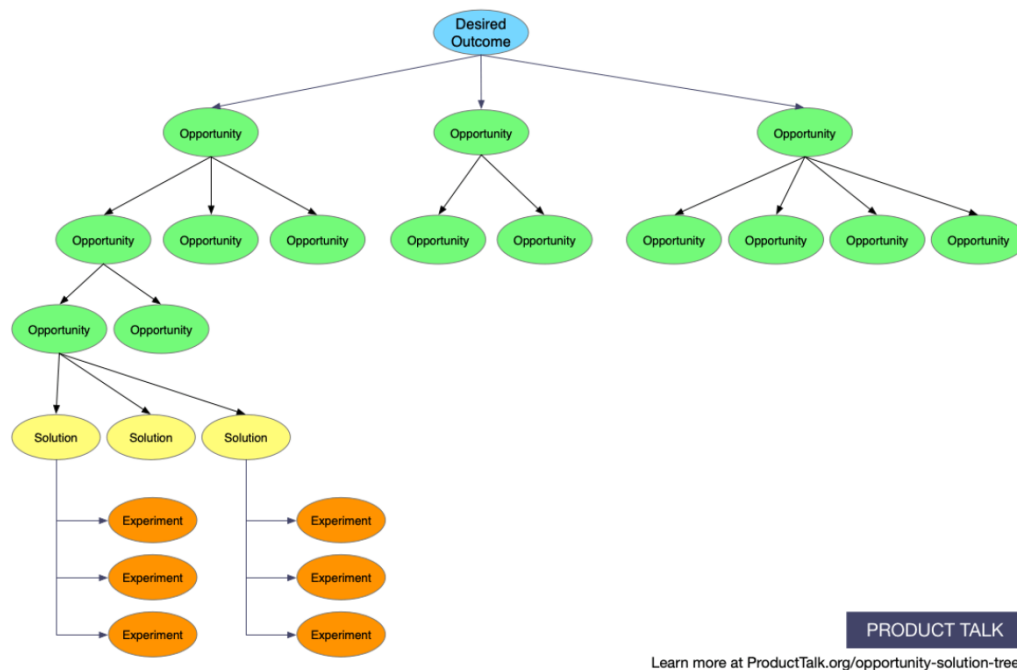 Desired
Outcome
Opportunity
Opportunity
Opportunity
Opportunity
Opportunity
Opportunity
Opportunity
Opportunity
Opportunity
Opportunity
Opportunity
Opportunity
Opportunity
Opportunity
Solution
Solution
Solution
Experiment
Experiment
Experiment
Experiment
Experiment
Experiment
PRODUCT TALK
Learn more at ProductTalk.org/opportunity-solution-tree